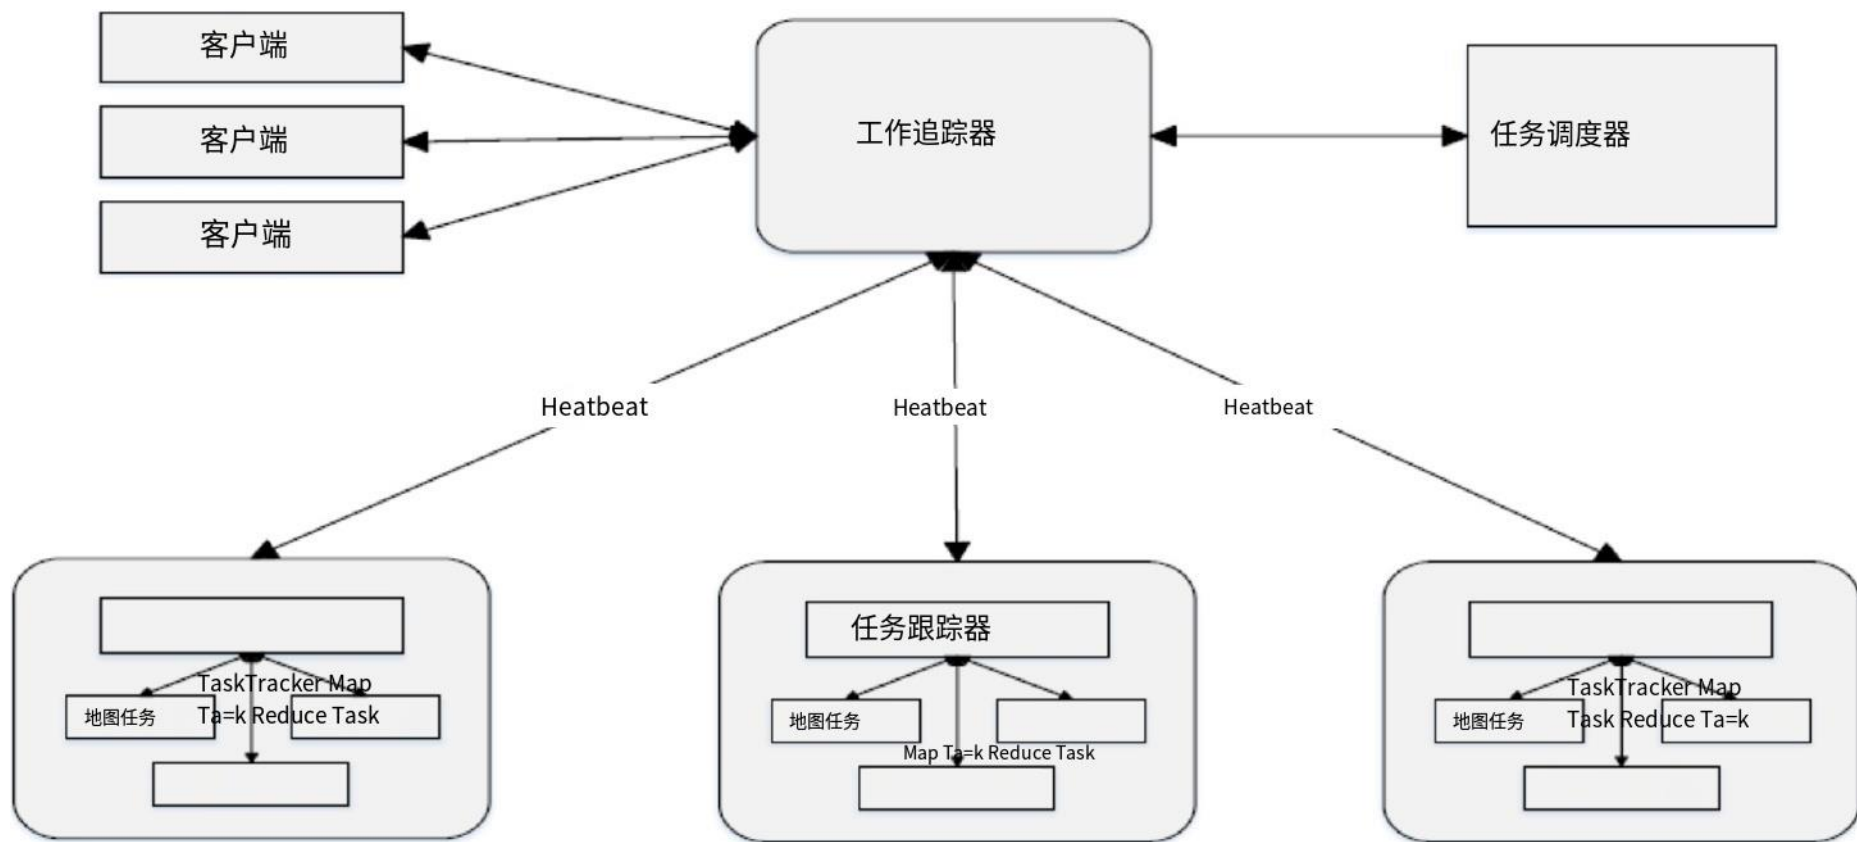 客户端
客户端
客户端
工作追踪器
任务调度器
Heatbeat
Heatbeat
Heatbeat
TaskTracker Map
Ta=k Reduce Task
地图任务
任务跟踪器
地图任务
Map Ta=k Reduce Task
TaskTracker Map
Task Reduce Ta=k
地图任务